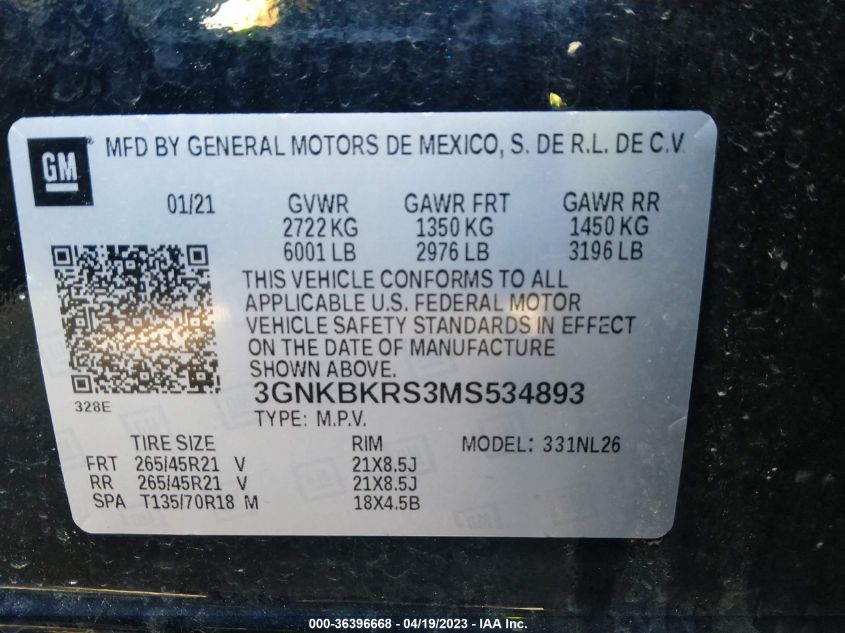 GM
MFD BY GENERAL MOTORS DE MEXICO, S. DE R.L. DE C.V
01/21 GVWR GAWR FRT GAWR RR
2722 KG 1350 KG 1450 KG
6001 LB 2976 LB 3196 LB
THIS VEHICLE CONFORMS TO ALL
APPLICABLE U.S. FEDERAL MOTOR
VEHICLE SAFETY STANDARDS IN EFFECT
ON THE DATE OF MANUFACTURE
SHOWN ABOVE.
328E
3GNKBKRS3MS534893
TYPE: M.P.V.
TIRE SIZE RIM MODEL: 331NL26
FRT 265/45R21 V 21X8.5J
RR 265/45R21 V 21X8.5J
SPA T135/70R18 M 18X4.5B
000-36396668 - 04/19/2023 - IAA Inc.